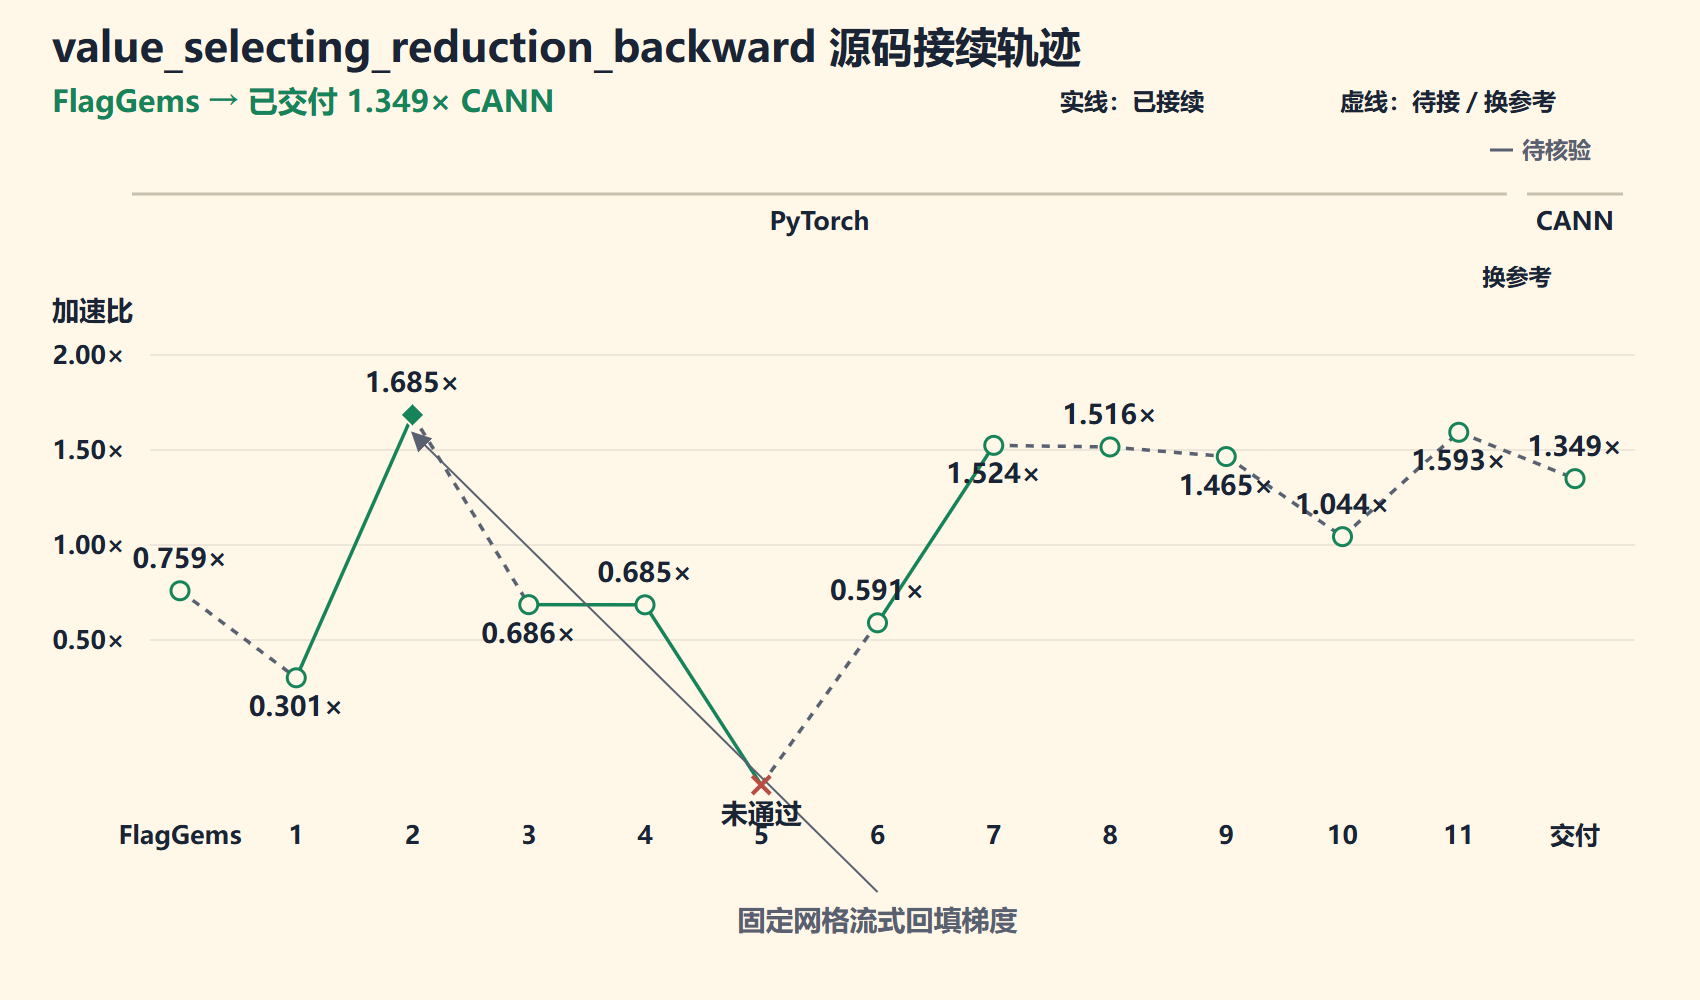 value_selecting_reduction_backward 源码接续轨迹
FlagGems → 已交付 1.349× CANN
实线：已接续
虚线：待接 / 换参考
待核验
PyTorch
CANN
换参考
加速比
2.00×
1.50×
1.00×
0.50×
0.759×
0.301×
1.685×
0.686×
0.685×
未通过
0.591×
1.524×
1.516×
1.465×
1.044×
1.593×
1.349×
FlagGems 1 2 3 4 5 6 7 8 9 10 11 交付
固定网格流式回填梯度